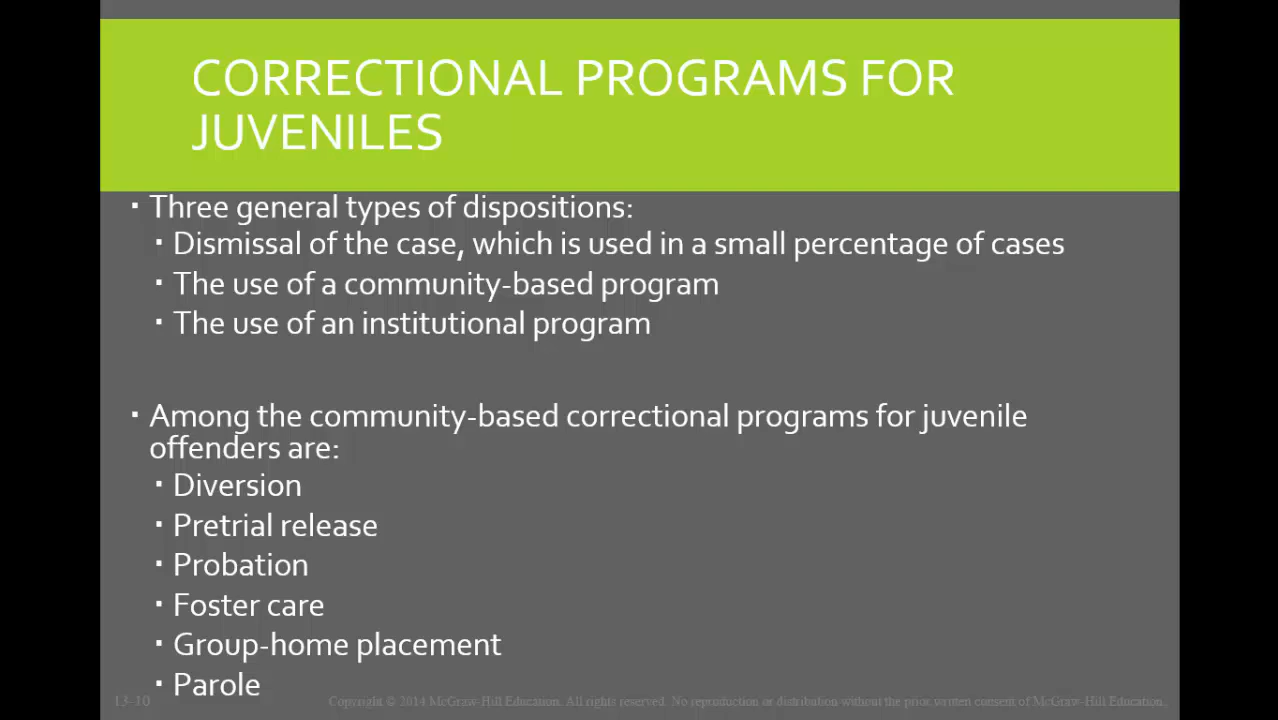 CORRECTIONAL PROGRAMS FOR
JUVENILES
▪ Three general types of dispositions:
▪ Dismissal of the case, which is used in a small percentage of cases
▪ The use of a community-based program
▪ The use of an institutional program
▪ Among the community-based correctional programs for juvenile
offenders are:
▪ Diversion
▪ Pretrial release
▪ Probation
▪ Foster care
▪ Group-home placement
▪ Parole
13-10 Copyright © 2014 McGraw-Hill Education. All rights reserved. No reproduction or distribution without the prior written consent of McGraw-Hill Education.